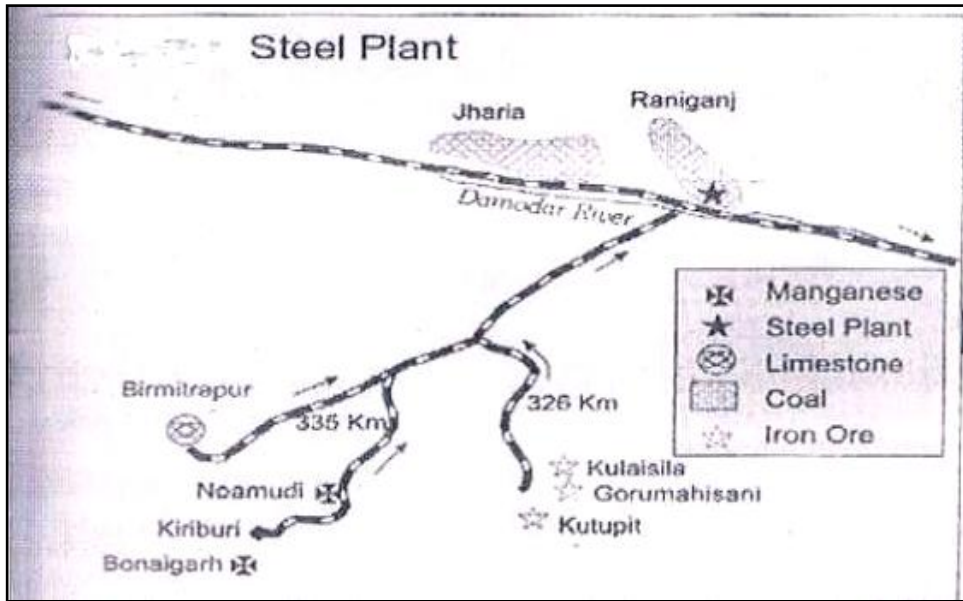 Steel Plant
Raniganj
Jharia
Damodar River
Manganese
Steel Plant
Limestone
Coal
Iron Ore
Birmitrapur
335 Km
326 Km
Kulaisila
Gorumahisani
Kutupit
Noamudi
Kiriburi
Bonaigarh